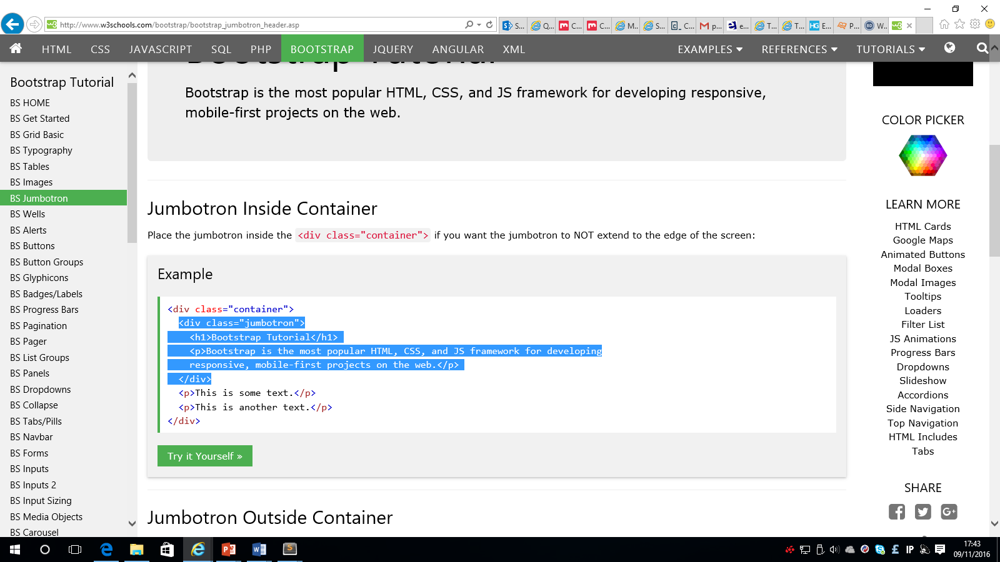 http://www.w3schools.com/bootstrap/bootstrap_jumbotron_header.asp
S... Q... C... C... M... S... C... p... e... T... T... E... P... W...
HTML CSS JAVASCRIPT SQL PHP BOOTSTRAP JQUERY ANGULAR XML EXAMPLES REFERENCES TUTORIALS
Bootstrap Tutorial
BS HOME
BS Get Started
BS Grid Basic
BS Typography
BS Tables
BS Images
BS Jumbotron
BS Wells
BS Alerts
BS Buttons
BS Button Groups
BS Glyphicons
BS Badges/Labels
BS Progress Bars
BS Pagination
BS Pager
BS List Groups
BS Panels
BS Dropdowns
BS Collapse
BS Tabs/Pills
BS Navbar
BS Forms
BS Inputs
BS Inputs 2
BS Input Sizing
BS Media Objects
BS Carousel
Bootstrap Tutorial
Bootstrap is the most popular HTML, CSS, and JS framework for developing responsive,
mobile-first projects on the web.
Jumbotron Inside Container
Place the jumbotron inside the <div class="container"> if you want the jumbotron to NOT extend to the edge of the screen:
Example
<div class="container">
<div class="jumbotron">
<h1>Bootstrap Tutorial</h1>
<p>Bootstrap is the most popular HTML, CSS, and JS framework for developing
responsive, mobile-first projects on the web.</p>
</div>
<p>This is some text.</p>
<p>This is another text.</p>
</div>
Try it Yourself »
Jumbotron Outside Container
COLOR PICKER
LEARN MORE
HTML Cards
Google Maps
Animated Buttons
Modal Boxes
Modal Images
Tooltips
Loaders
Filter List
JS Animations
Progress Bars
Dropdowns
Slideshow
Accordions
Side Navigation
Top Navigation
HTML Includes
Tabs
SHARE
17:43
09/11/2016